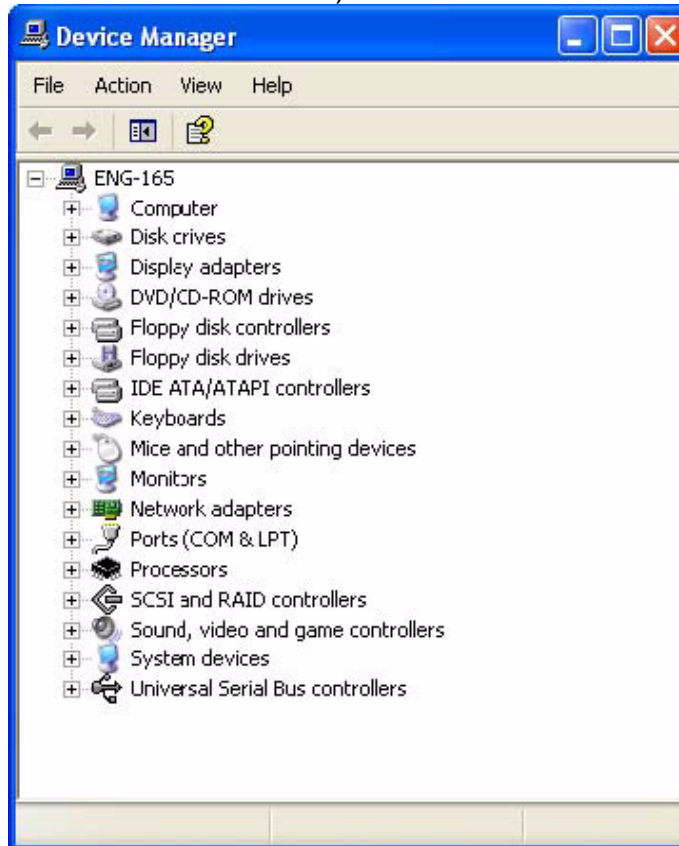 Device Manager
File Action View Help
ENG-165
Computer
Disk crives
Display adapters
DVD/CD-ROM drives
Floppy disk controllers
Floppy disk drives
IDE ATA/ATAPI controllers
Keyboards
Mice and other pointing devices
Monitors
Network adapters
Ports (COM & LPT)
Processors
SCSI and RAID controllers
Sound, video and game controllers
System devices
Universal Serial Bus controllers